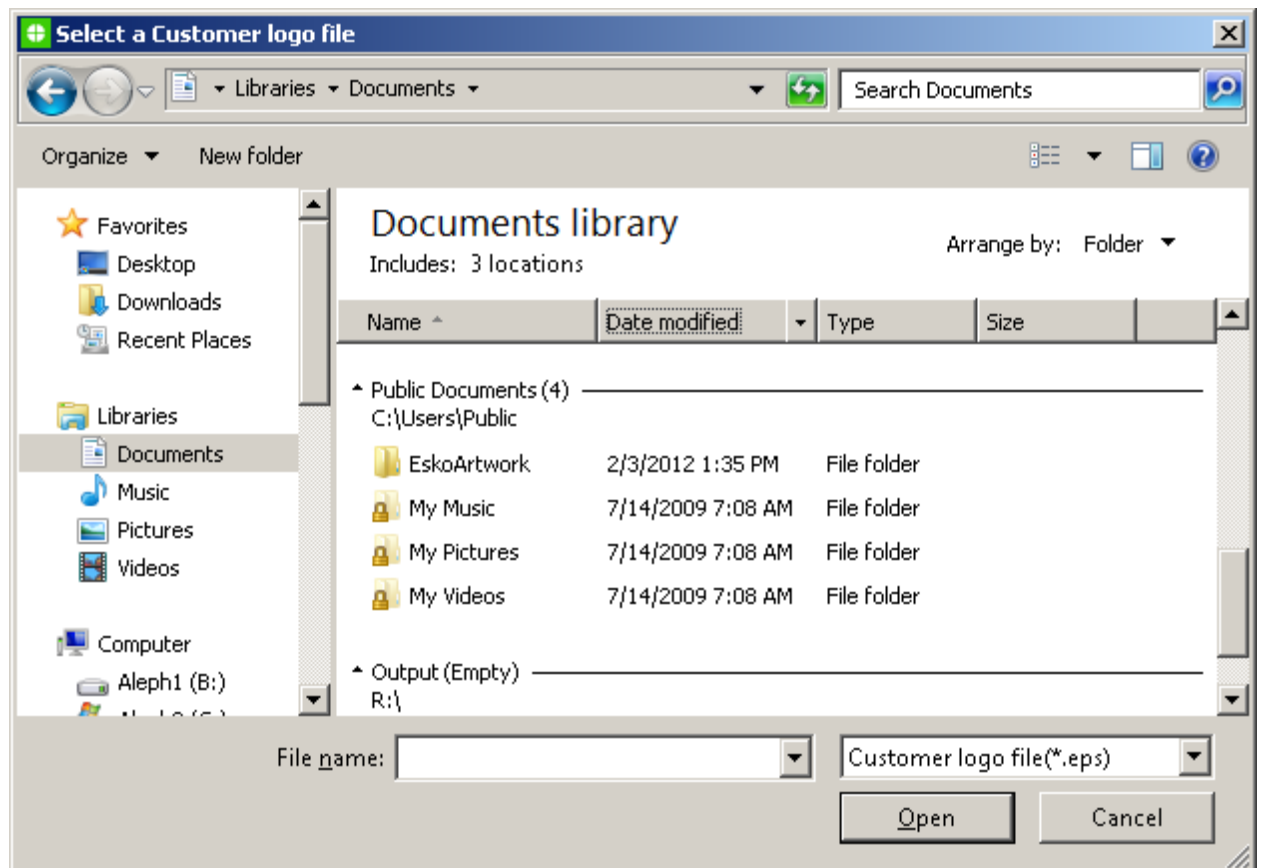 Select a Customer logo file
Libraries Documents
Search Documents
Organize New folder
Favorites
Desktop
Downloads
Recent Places
Libraries
Documents
Music
Pictures
Videos
Computer
Aleph1 (B:)
Documents library
Includes: 3 locations
Arrange by: Folder
Name Date modified Type Size
Public Documents (4)
C:\Users\Public
EskoArtwork 2/3/2012 1:35 PM File folder
My Music 7/14/2009 7:08 AM File folder
My Pictures 7/14/2009 7:08 AM File folder
My Videos 7/14/2009 7:08 AM File folder
Output (Empty)
R:\
File name:
Customer logo file(*.eps)
Open Cancel